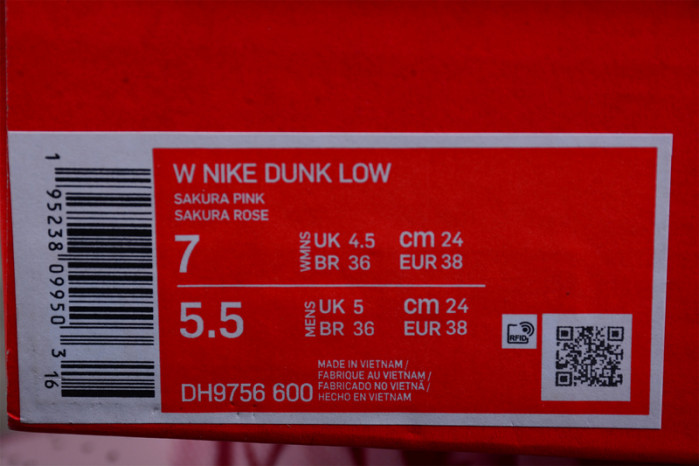 W NIKE DUNK LOW
SAKURA PINK
SAKURA ROSE
7 WMNS UK 4.5 cm 24
BR 36 EUR 38
5.5 MENS UK 5 cm 24
BR 36 EUR 38
RFID
MADE IN VIETNAM /
FABRIQUE AU VIETNAM /
FABRICADO NO VIETNÃ /
DH9756 600 HECHO EN VIETNAM
1 95238 09950 3 16